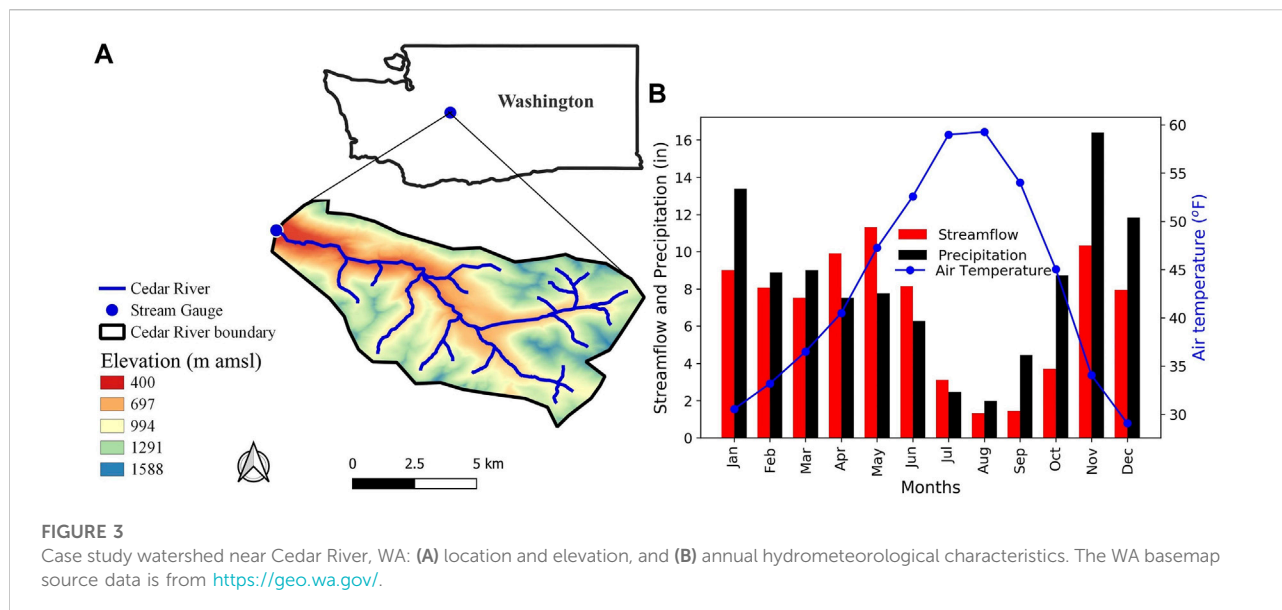 A
Washington
Cedar River
Stream Gauge
Cedar River boundary
Elevation (m amsl)
400
697
994
1291
1588
0 2.5 5 km
B
Streamflow and Precipitation (in)
16
14
12
10
8
6
4
2
0
Streamflow
Precipitation
Air Temperature
60
55
50
45
40
35
30
Air temperature (⁰F)
Jan Feb Mar Apr May Jun Jul Aug Sep Oct Nov Dec
Months
FIGURE 3
Case study watershed near Cedar River, WA: (A) location and elevation, and (B) annual hydrometeorological characteristics. The WA basemap
source data is from https://geo.wa.gov/.